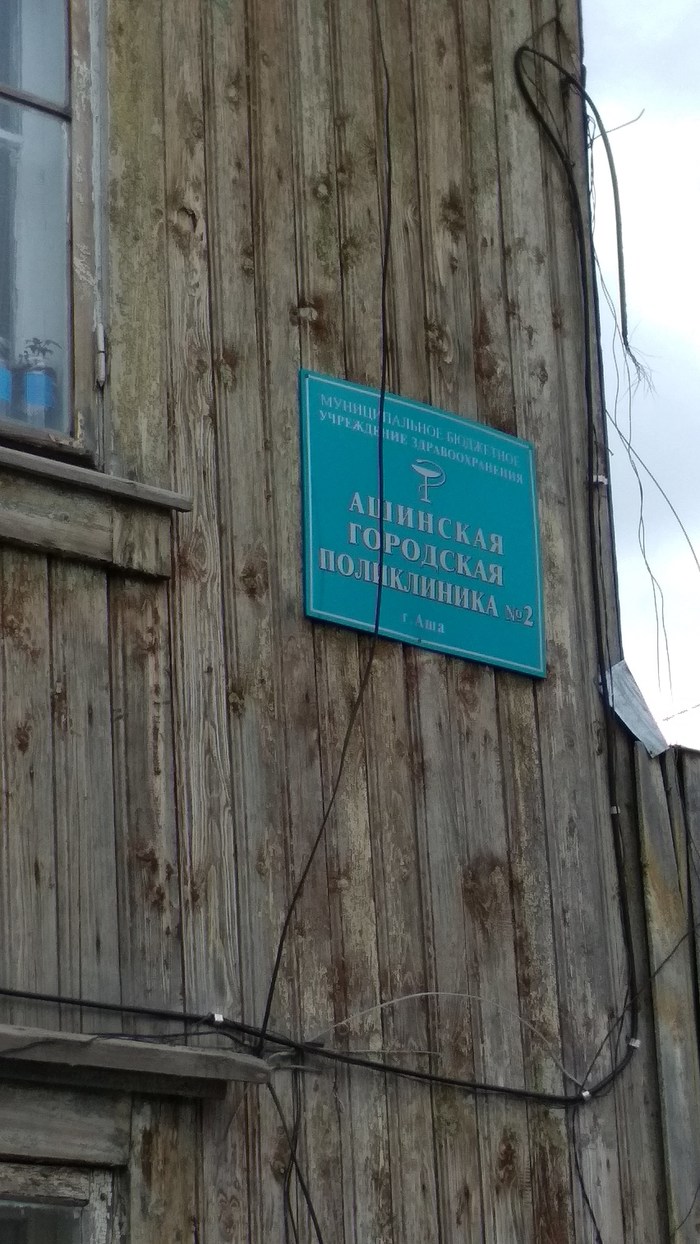 МУНИЦИПАЛЬНОЕ БЮДЖЕТНОЕ
УЧРЕЖДЕНИЕ ЗДРАВООХРАНЕНИЯ
АШИНСКАЯ
ГОРОДСКАЯ
ПОЛИКЛИНИКА №2
г. Аша